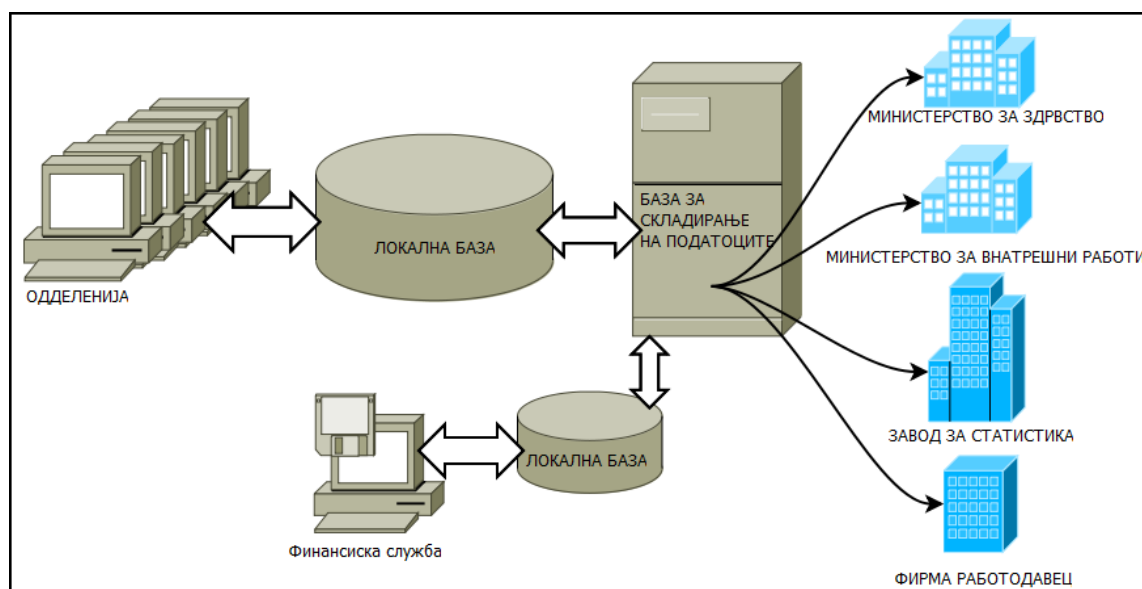 МИНИСТЕРСТВО ЗА ЗДРВСТВО
БАЗА ЗА
СКЛАДИРАЊЕ
НА ПОДАТОЦИТЕ
ЛОКАЛНА БАЗА
МИНИСТЕРСТВО ЗА ВНАТРЕШНИ РАБОТИ
ОДДЕЛЕНИЈА
ЗАВОД ЗА СТАТИСТИКА
ЛОКАЛНА БАЗА
Финансиска служба
ФИРМА РАБОТОДАВЕЦ